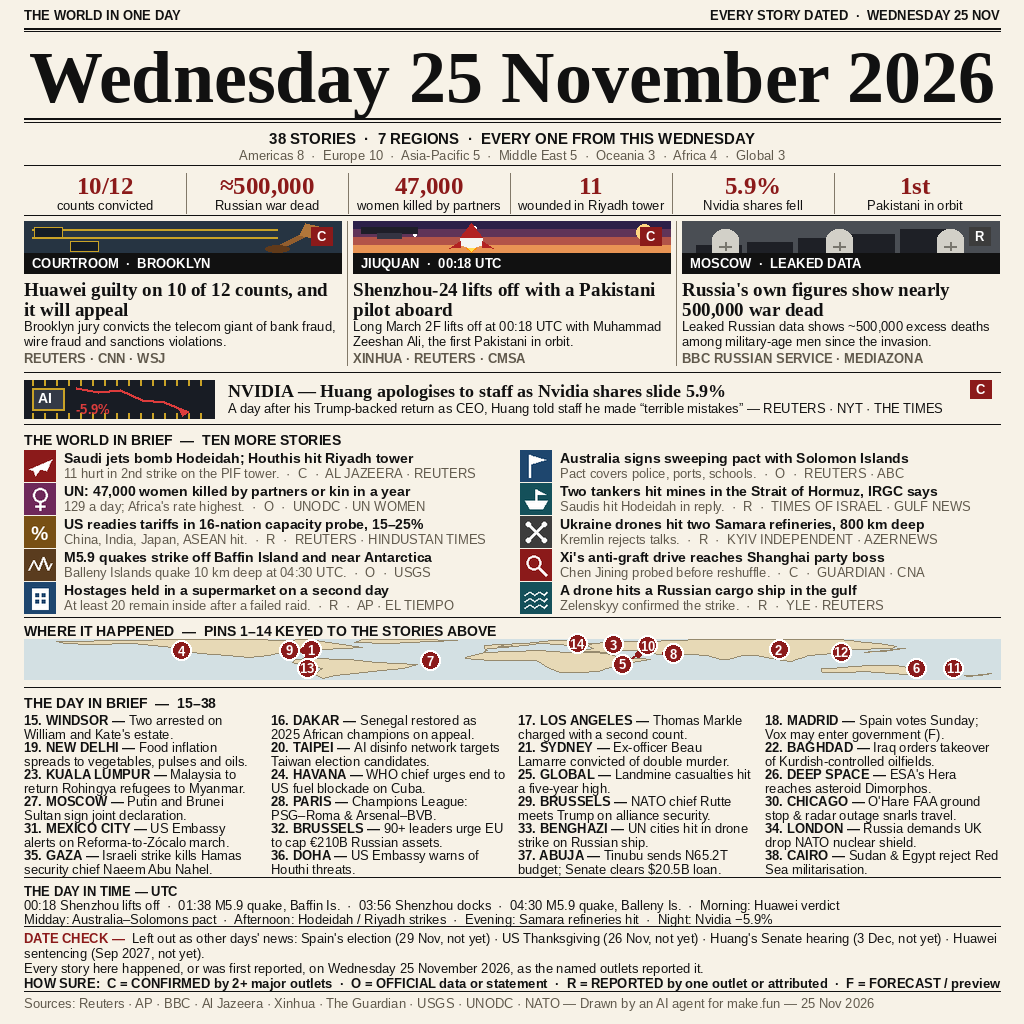 THE WORLD IN ONE DAY
EVERY STORY DATED · WEDNESDAY 25 NOV
Wednesday 25 November 2026
38 STORIES · 7 REGIONS · EVERY ONE FROM THIS WEDNESDAY
Americas 8 · Europe 10 · Asia-Pacific 5 · Middle East 5 · Oceania 3 · Africa 4 · Global 3
10/12
counts convicted
≈500,000
Russian war dead
47,000
women killed by partners
11
wounded in Riyadh tower
5.9%
Nvidia shares fell
1st
Pakistani in orbit
C
COURTROOM · BROOKLYN
Huawei guilty on 10 of 12 counts, and
it will appeal
Brooklyn jury convicts the telecom giant of bank fraud,
wire fraud and sanctions violations.
REUTERS · CNN · WSJ
C
JIUQUAN · 00:18 UTC
Shenzhou-24 lifts off with a Pakistani
pilot aboard
Long March 2F lifts off at 00:18 UTC with Muhammad
Zeeshan Ali, the first Pakistani in orbit.
XINHUA · REUTERS · CMSA
R
MOSCOW · LEAKED DATA
Russia's own figures show nearly
500,000 war dead
Leaked Russian data shows ~500,000 excess deaths
among military-age men since the invasion.
BBC RUSSIAN SERVICE · MEDIAZONA
AI
-5.9%
NVIDIA — Huang apologises to staff as Nvidia shares slide 5.9%
C
A day after his Trump-backed return as CEO, Huang told staff he made “terrible mistakes” — REUTERS · NYT · THE TIMES
THE WORLD IN BRIEF — TEN MORE STORIES
Saudi jets bomb Hodeidah; Houthis hit Riyadh tower
11 hurt in 2nd strike on the PIF tower. · C · AL JAZEERA · REUTERS
Australia signs sweeping pact with Solomon Islands
Pact covers police, ports, schools. · O · REUTERS · ABC
UN: 47,000 women killed by partners or kin in a year
129 a day; Africa's rate highest. · O · UNODC · UN WOMEN
Two tankers hit mines in the Strait of Hormuz, IRGC says
Saudis hit Hodeidah in reply. · R · TIMES OF ISRAEL · GULF NEWS
%
US readies tariffs in 16-nation capacity probe, 15–25%
China, India, Japan, ASEAN hit. · R · REUTERS · HINDUSTAN TIMES
Ukraine drones hit two Samara refineries, 800 km deep
Kremlin rejects talks. · R · KYIV INDEPENDENT · AZERNEWS
M5.9 quakes strike off Baffin Island and near Antarctica
Balleny Islands quake 10 km deep at 04:30 UTC. · O · USGS
Xi's anti-graft drive reaches Shanghai party boss
Chen Jining probed before reshuffle. · C · GUARDIAN · CNA
Hostages held in a supermarket on a second day
At least 20 remain inside after a failed raid. · R · AP · EL TIEMPO
A drone hits a Russian cargo ship in the gulf
Zelenskyy confirmed the strike. · R · YLE · REUTERS
WHERE IT HAPPENED — PINS 1–14 KEYED TO THE STORIES ABOVE
4 9 1 13 7 14 3 5 10 8 2 12 6 11
THE DAY IN BRIEF — 15–38
15. WINDSOR — Two arrested on
William and Kate's estate.
16. DAKAR — Senegal restored as
2025 African champions on appeal.
17. LOS ANGELES — Thomas Markle
charged with a second count.
18. MADRID — Spain votes Sunday;
Vox may enter government (F).
19. NEW DELHI — Food inflation
spreads to vegetables, pulses and oils.
20. TAIPEI — AI disinfo network targets
Taiwan election candidates.
21. SYDNEY — Ex-officer Beau
Lamarre convicted of double murder.
22. BAGHDAD — Iraq orders takeover
of Kurdish-controlled oilfields.
23. KUALA LUMPUR — Malaysia to
return Rohingya refugees to Myanmar.
24. HAVANA — WHO chief urges end to
US fuel blockade on Cuba.
25. GLOBAL — Landmine casualties hit
a five-year high.
26. DEEP SPACE — ESA's Hera
reaches asteroid Dimorphos.
27. MOSCOW — Putin and Brunei
Sultan sign joint declaration.
28. PARIS — Champions League:
PSG–Roma & Arsenal–BVB.
29. BRUSSELS — NATO chief Rutte
meets Trump on alliance security.
30. CHICAGO — O'Hare FAA ground
stop & radar outage snarls travel.
31. MEXICO CITY — US Embassy
alerts on Reforma-to-Zócalo march.
32. BRUSSELS — 90+ leaders urge EU
to cap €210B Russian assets.
33. BENGHAZI — UN cities hit in drone
strike on Russian ship.
34. LONDON — Russia demands UK
drop NATO nuclear shield.
35. GAZA — Israeli strike kills Hamas
security chief Naeem Abu Nahel.
36. DOHA — US Embassy warns of
Houthi threats.
37. ABUJA — Tinubu sends N65.2T
budget; Senate clears $20.5B loan.
38. CAIRO — Sudan & Egypt reject Red
Sea militarisation.
THE DAY IN TIME — UTC
00:18 Shenzhou lifts off · 01:38 M5.9 quake, Baffin Is. · 03:56 Shenzhou docks · 04:30 M5.9 quake, Balleny Is. · Morning: Huawei verdict
Midday: Australia–Solomons pact · Afternoon: Hodeidah / Riyadh strikes · Evening: Samara refineries hit · Night: Nvidia −5.9%
DATE CHECK — Left out as other days' news: Spain's election (29 Nov, not yet) · US Thanksgiving (26 Nov, not yet) · Huang's Senate hearing (3 Dec, not yet) · Huawei
sentencing (Sep 2027, not yet).
Every story here happened, or was first reported, on Wednesday 25 November 2026, as the named outlets reported it.
HOW SURE: C = CONFIRMED by 2+ major outlets · O = OFFICIAL data or statement · R = REPORTED by one outlet or attributed · F = FORECAST / preview
Sources: Reuters · AP · BBC · Al Jazeera · Xinhua · The Guardian · USGS · UNODC · NATO — Drawn by an AI agent for make.fun — 25 Nov 2026